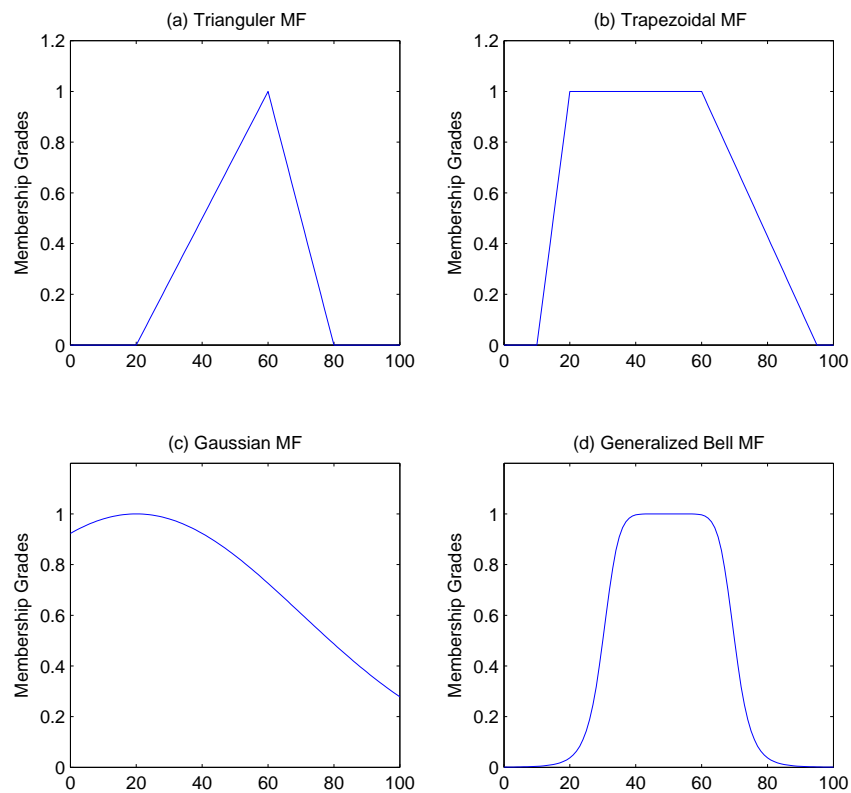 (a) Trianguler MF
1.2
1
0.8
0.6
0.4
0.2
0
Membership Grades
0 20 40 60 80 100
(b) Trapezoidal MF
1.2
1
0.8
0.6
0.4
0.2
0
Membership Grades
0 20 40 60 80 100
(c) Gaussian MF
1
0.8
0.6
0.4
0.2
0
Membership Grades
0 20 40 60 80 100
(d) Generalized Bell MF
1
0.8
0.6
0.4
0.2
0
Membership Grades
0 20 40 60 80 100